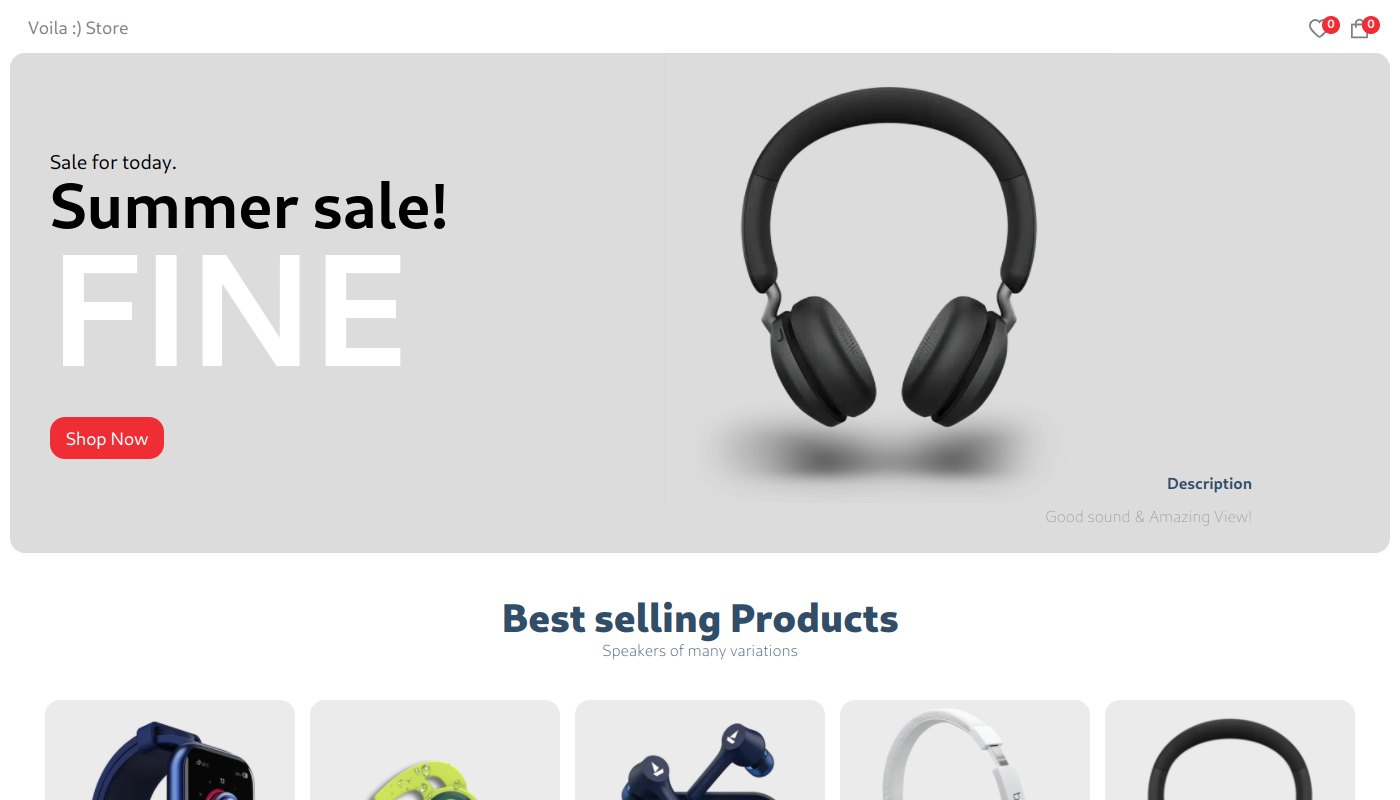 Voila :) Store
0
0
Sale for today.
Summer sale!
FINE
Shop Now
Description
Good sound & Amazing View!
Best selling Products
Speakers of many variations